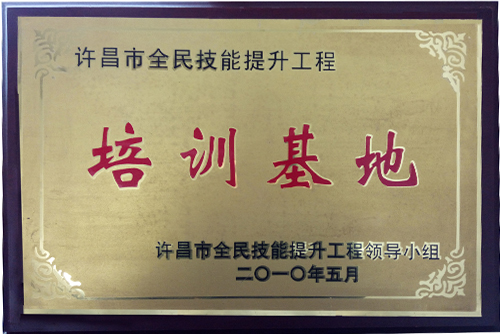 许昌市全民技能提升工程
培训基地
许昌市全民技能提升工程领导小组
二〇一〇年五月